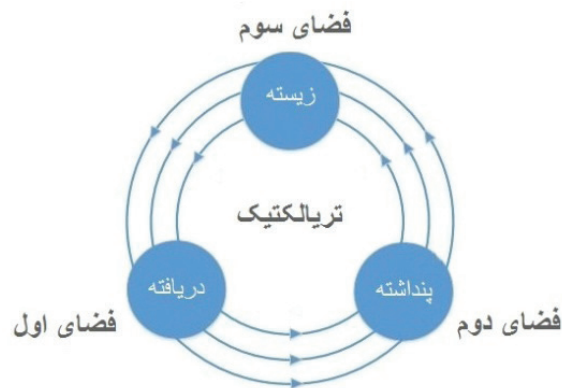 فضای سوم
زیسته
تریالکتیک
پنداشته
دریافته
فضای دوم
فضای اول